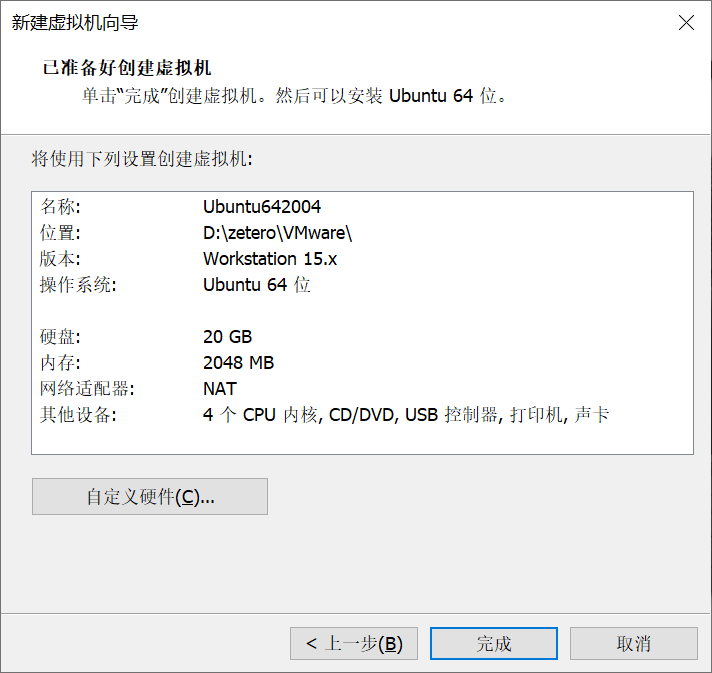 新建虚拟机向导
已准备好创建虚拟机
单击“完成”创建虚拟机。然后可以安装 Ubuntu 64 位。
将使用下列设置创建虚拟机:
名称: Ubuntu642004
位置: D:\zetero\VMware\
版本: Workstation 15.x
操作系统: Ubuntu 64 位
硬盘: 20 GB
内存: 2048 MB
网络适配器: NAT
其他设备: 4 个 CPU 内核, CD/DVD, USB 控制器, 打印机, 声卡
自定义硬件(C)...
< 上一步(B) 完成 取消